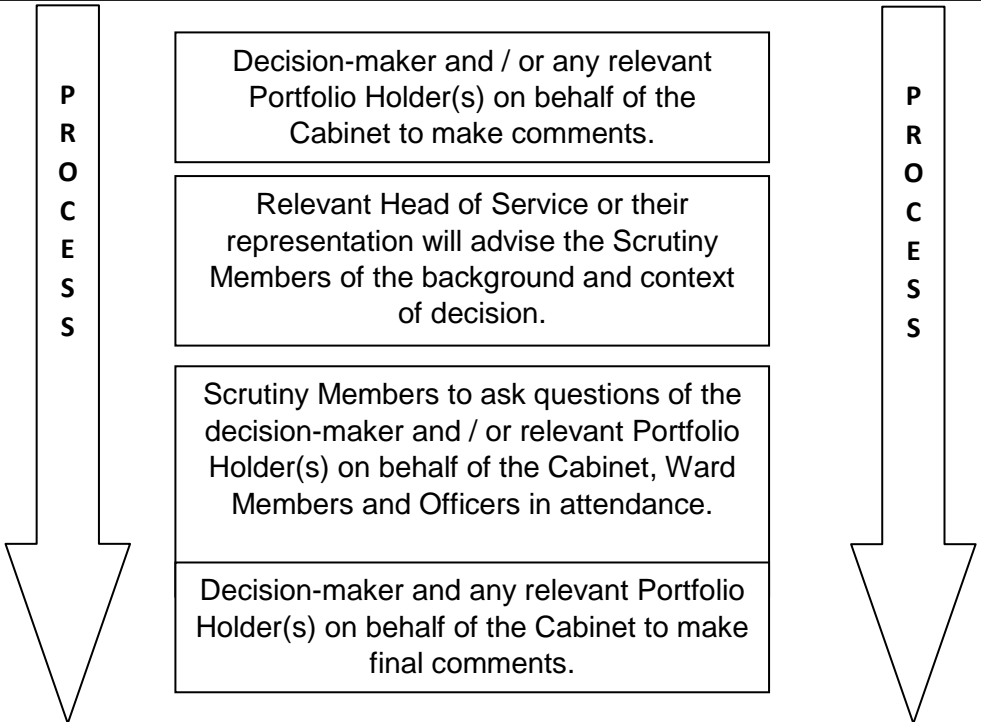 PROCESS
Decision-maker and / or any relevant
Portfolio Holder(s) on behalf of the
Cabinet to make comments.
Relevant Head of Service or their
representation will advise the Scrutiny
Members of the background and context
of decision.
Scrutiny Members to ask questions of the
decision-maker and / or relevant Portfolio
Holder(s) on behalf of the Cabinet, Ward
Members and Officers in attendance.
Decision-maker and any relevant Portfolio
Holder(s) on behalf of the Cabinet to make
final comments.
PROCESS